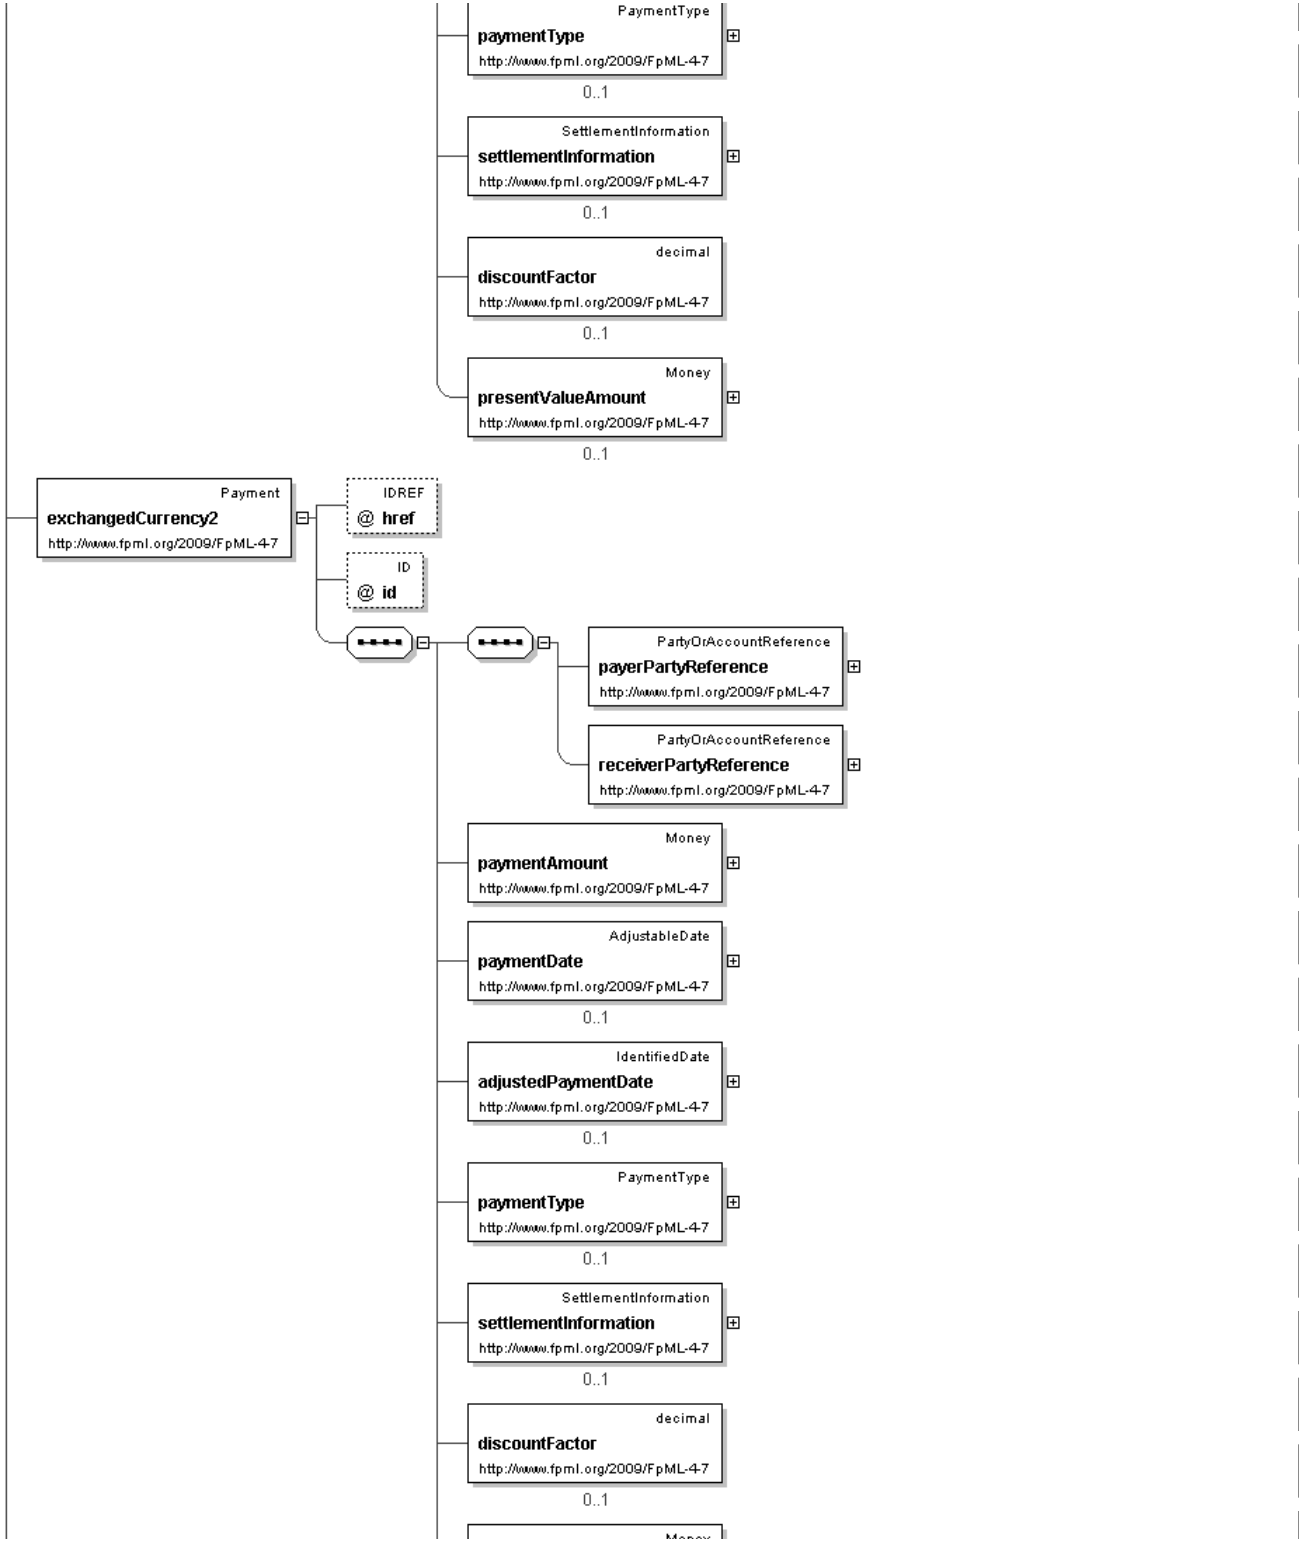 PaymentType
paymentType
http://www.fpml.org/2009/FpML-4-7
0..1
SettlementInformation
settlementInformation
http://www.fpml.org/2009/FpML-4-7
0..1
decimal
discountFactor
http://www.fpml.org/2009/FpML-4-7
0..1
Money
presentValueAmount
http://www.fpml.org/2009/FpML-4-7
0..1
Payment
exchangedCurrency2
http://www.fpml.org/2009/FpML-4-7
IDREF
@ href
ID
@ id
PartyOrAccountReference
payerPartyReference
http://www.fpml.org/2009/FpML-4-7
PartyOrAccountReference
receiverPartyReference
http://www.fpml.org/2009/FpML-4-7
Money
paymentAmount
http://www.fpml.org/2009/FpML-4-7
AdjustableDate
paymentDate
http://www.fpml.org/2009/FpML-4-7
0..1
IdentifiedDate
adjustedPaymentDate
http://www.fpml.org/2009/FpML-4-7
0..1
PaymentType
paymentType
http://www.fpml.org/2009/FpML-4-7
0..1
SettlementInformation
settlementInformation
http://www.fpml.org/2009/FpML-4-7
0..1
decimal
discountFactor
http://www.fpml.org/2009/FpML-4-7
0..1
Money